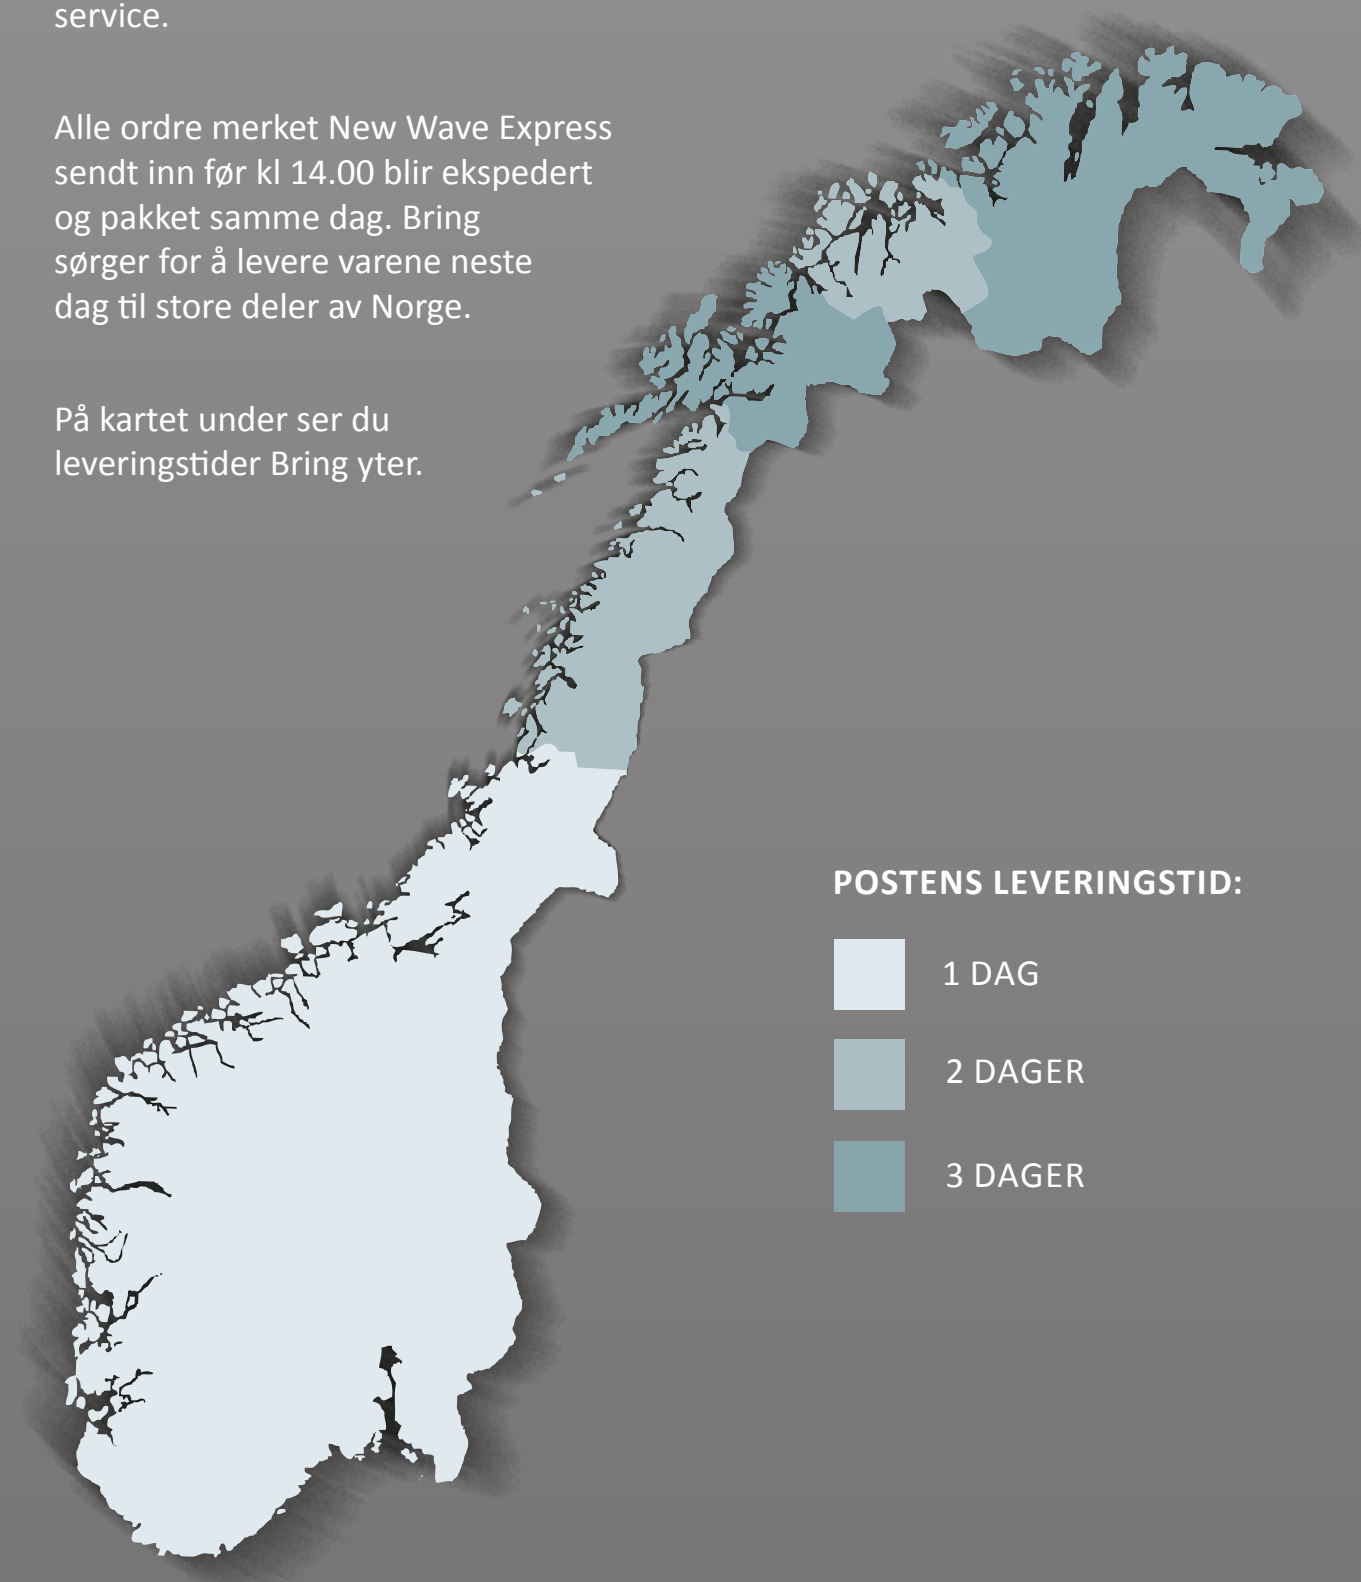 service.
Alle ordre merket New Wave Express
sendt inn før kl 14.00 blir ekspedert
og pakket samme dag. Bring
sørger for å levere varene neste
dag til store deler av Norge.
På kartet under ser du
leveringstider Bring yter.
POSTENS LEVERINGSTID:
1 DAG
2 DAGER
3 DAGER